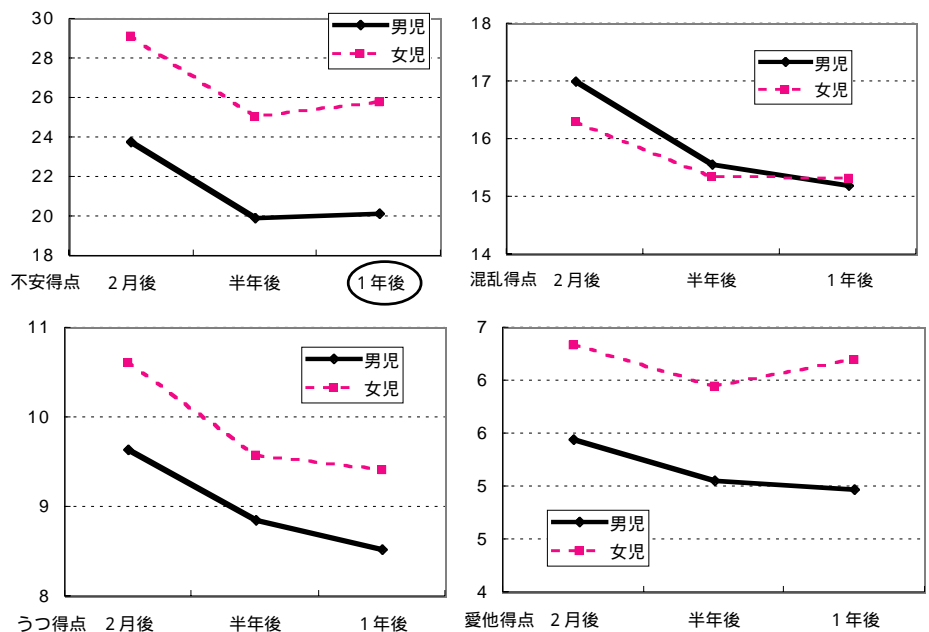 30
28
26
24
22
20
18
男児
女児
不安得点 2月後 半年後 1年後
18
17
16
15
14
男児
女児
混乱得点 2月後 半年後 1年後
11
10
9
8
男児
女児
うつ得点 2月後 半年後 1年後
7
6
6
5
5
4
男児
女児
愛他得点 2月後 半年後 1年後